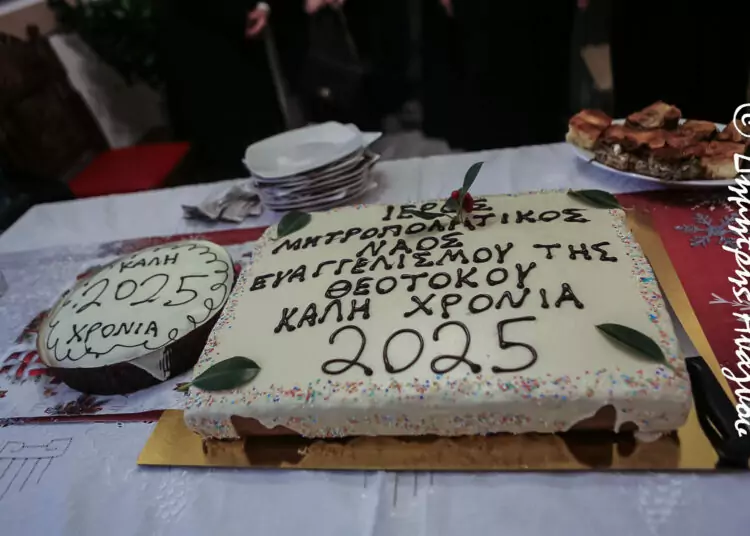 ΚΑΛΗ
2025
ΧΡΟΝΙΑ
ΙΕΡΟΣ
ΜΗΤΡΟΠΟΛΙΤΙΚΟΣ
ΝΑΟΣ
ΕΥΑΓΓΕΛΙΣΜΟΥ ΤΗΣ
ΘΕΟΤΟΚΟΥ
ΚΑΛΗ ΧΡΟΝΙΑ
2025
©